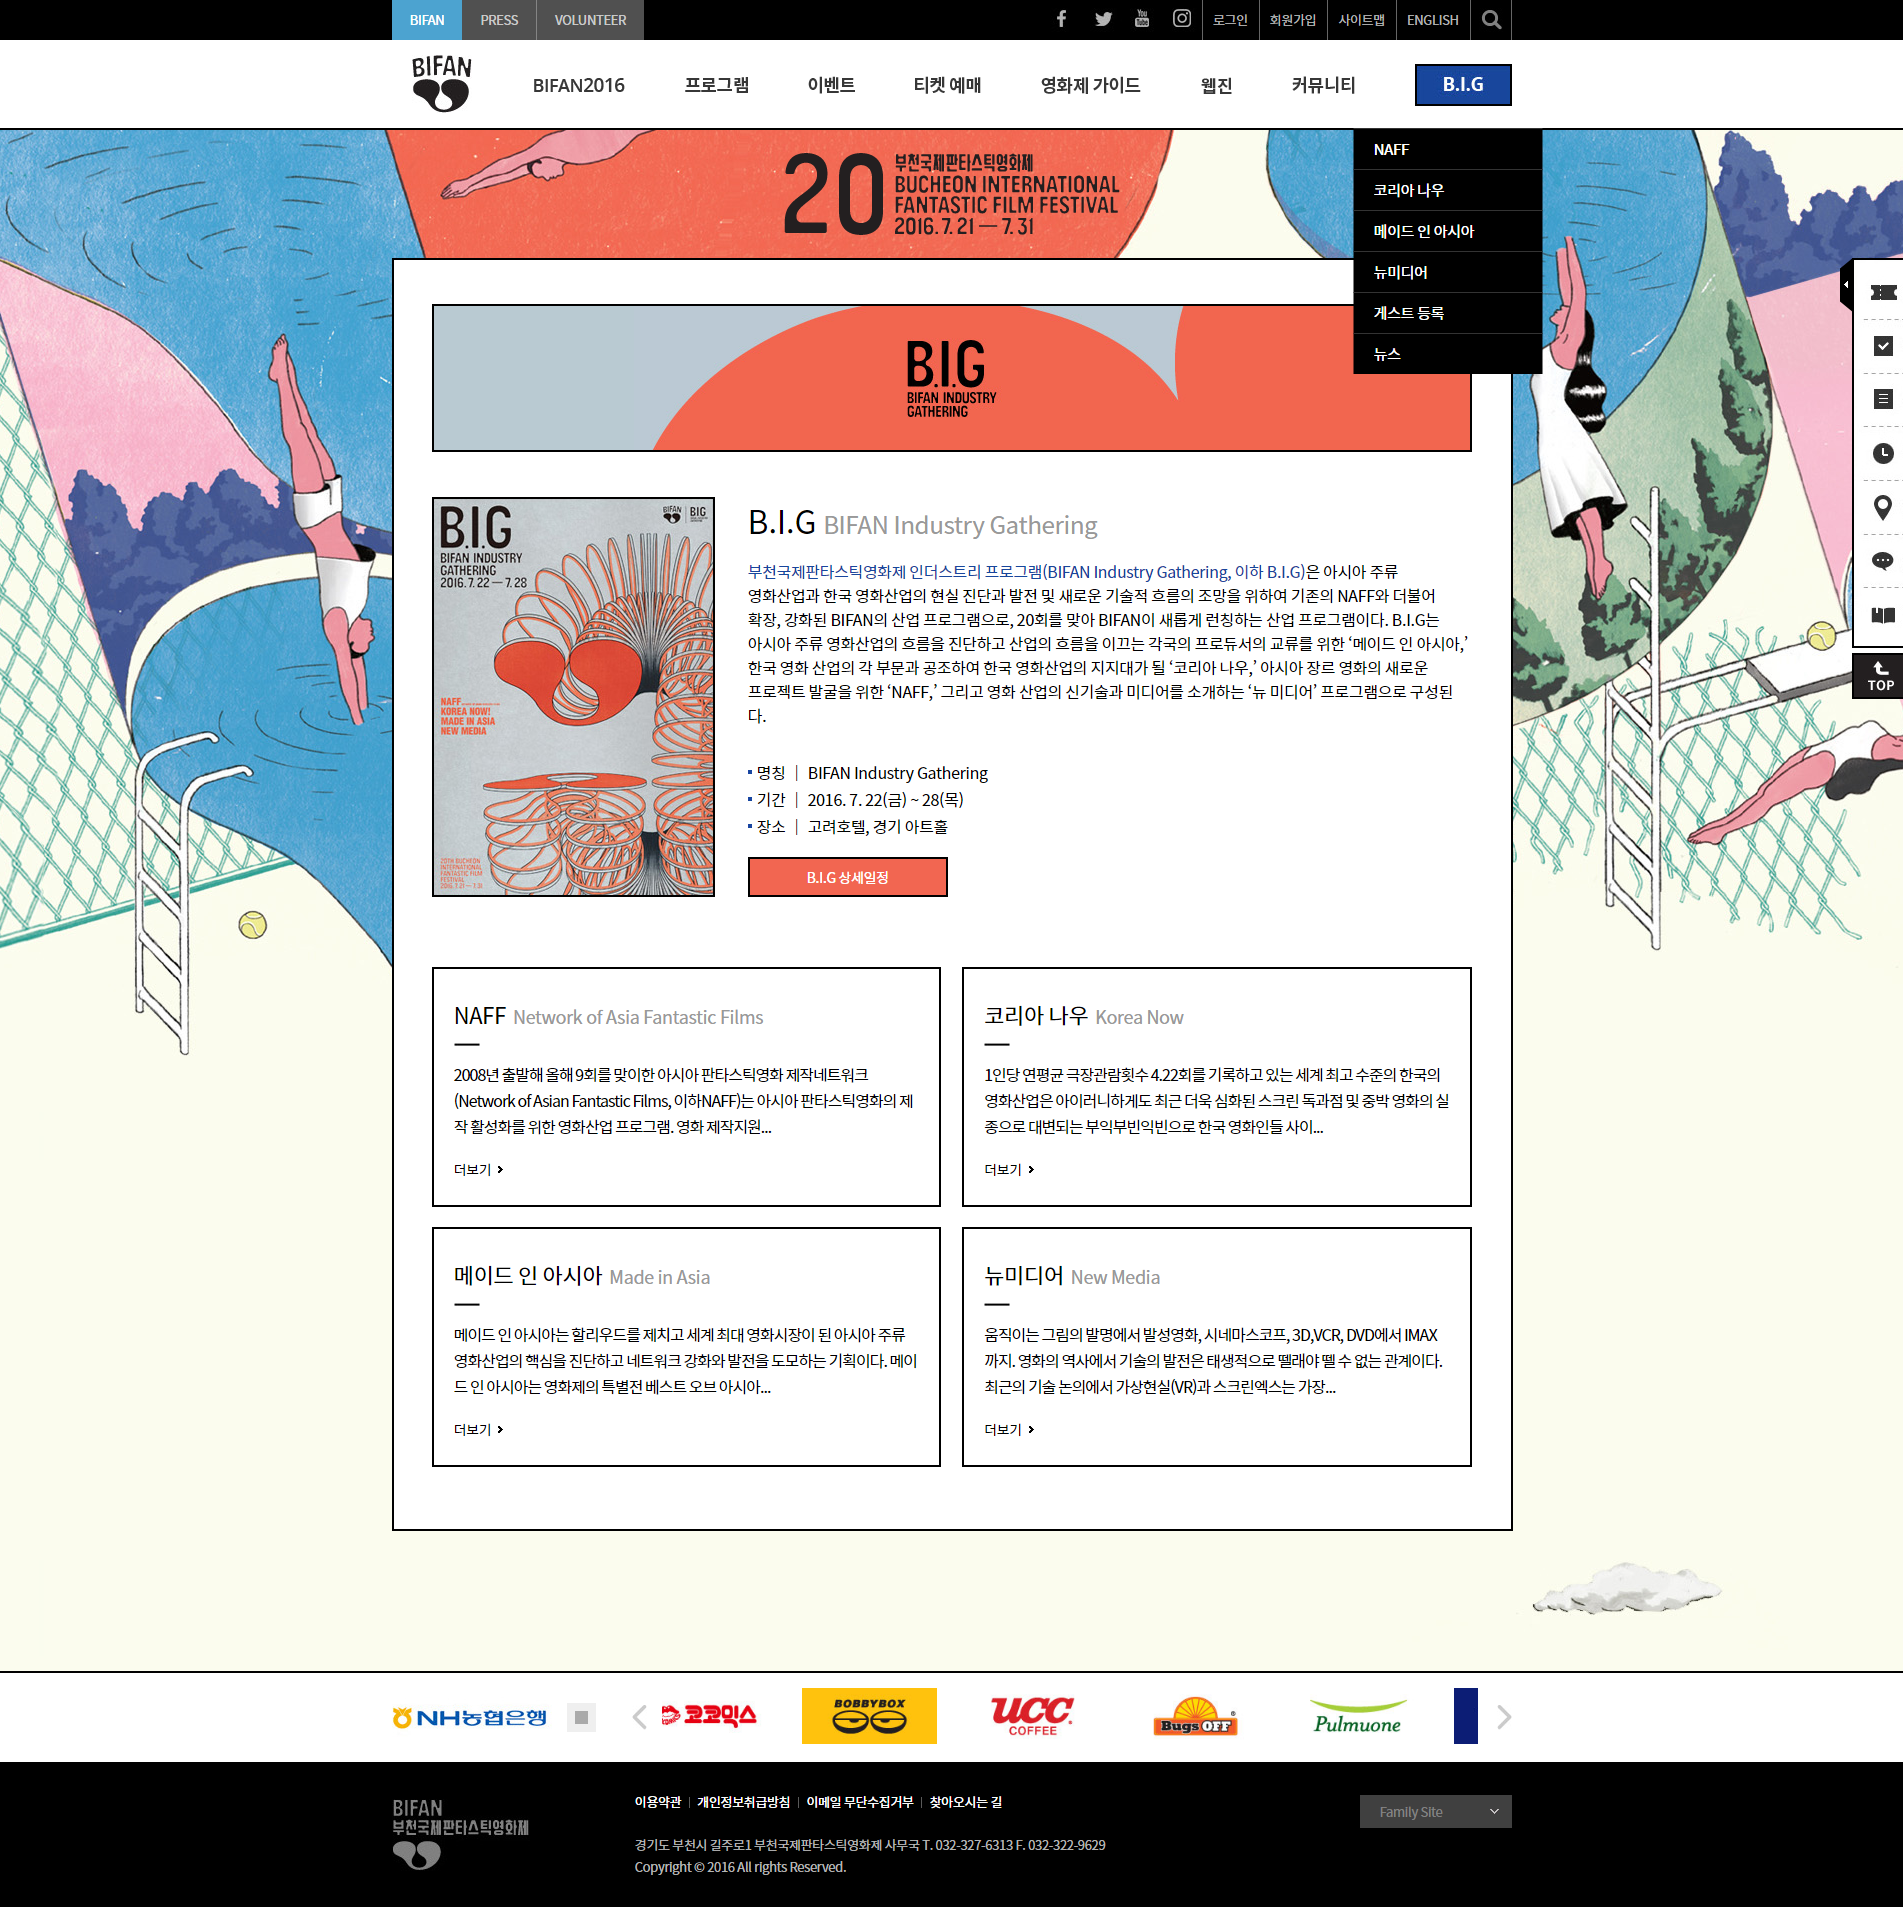 BIFAN
PRESS
VOLUNTEER
You Tube
로그인
회원가입
사이트맵
ENGLISH
BIFAN
BIFAN2016
프로그램
이벤트
티켓 예매
영화제 가이드
웹진
커뮤니티
B.I.G
NAFF
코리아 나우
메이드 인 아시아
뉴미디어
게스트 등록
뉴스
20
부천국제판타스틱영화제
BUCHEON INTERNATIONAL
FANTASTIC FILM FESTIVAL
2016. 7. 21 — 7. 31
B.I.G
BIFAN INDUSTRY
GATHERING
TOP
B.I.G
BIFAN INDUSTRY
GATHERING
2016. 7. 22 — 7. 28
BIFAN
BIG
NAFF
KOREA NOW!
MADE IN ASIA
NEW MEDIA
20TH BUCHEON
INTERNATIONAL
FANTASTIC FILM
FESTIVAL
2016. 7.21 — 7.31
B.I.G BIFAN Industry Gathering
부천국제판타스틱영화제 인더스트리 프로그램(BIFAN Industry Gathering, 이하 B.I.G)은 아시아 주류
영화산업과 한국 영화산업의 현실 진단과 발전 및 새로운 기술적 흐름의 조망을 위하여 기존의 NAFF와 더불어
확장, 강화된 BIFAN의 산업 프로그램으로, 20회를 맞아 BIFAN이 새롭게 런칭하는 산업 프로그램이다. B.I.G는
아시아 주류 영화산업의 흐름을 진단하고 산업의 흐름을 이끄는 각국의 프로듀서의 교류를 위한 ‘메이드 인 아시아,’
한국 영화 산업의 각 부문과 공조하여 한국 영화산업의 지지대가 될 ‘코리아 나우,’ 아시아 장르 영화의 새로운
프로젝트 발굴을 위한 ‘NAFF,’ 그리고 영화 산업의 신기술과 미디어를 소개하는 ‘뉴 미디어’ 프로그램으로 구성된
다.
명칭 | BIFAN Industry Gathering
기간 | 2016. 7. 22(금) ~ 28(목)
장소 | 고려호텔, 경기 아트홀
B.I.G 상세일정
NAFF Network of Asia Fantastic Films
2008년 출발해 올해 9회를 맞이한 아시아 판타스틱영화 제작네트워크
(Network of Asian Fantastic Films, 이하NAFF)는 아시아 판타스틱영화의 제
작 활성화를 위한 영화산업 프로그램. 영화 제작지원...
더보기
코리아 나우 Korea Now
1인당 연평균 극장관람횟수 4.22회를 기록하고 있는 세계 최고 수준의 한국의
영화산업은 아이러니하게도 최근 더욱 심화된 스크린 독과점 및 중박 영화의 실
종으로 대변되는 부익부빈익빈으로 한국 영화인들 사이...
더보기
메이드 인 아시아 Made in Asia
메이드 인 아시아는 할리우드를 제치고 세계 최대 영화시장이 된 아시아 주류
영화산업의 핵심을 진단하고 네트워크 강화와 발전을 도모하는 기획이다. 메이
드 인 아시아는 영화제의 특별전 베스트 오브 아시아...
더보기
뉴미디어 New Media
움직이는 그림의 발명에서 발성영화, 시네마스코프, 3D,VCR, DVD에서 IMAX
까지. 영화의 역사에서 기술의 발전은 태생적으로 뗄래야 뗄 수 없는 관계이다.
최근의 기술 논의에서 가상현실(VR)과 스크린엑스는 가장...
더보기
NH농협은행
코코믹스
BOBBYBOX
UCC
COFFEE
Bugs OFF
Pulmuone
BIFAN
부천국제판타스틱영화제
이용약관 | 개인정보취급방침 | 이메일 무단수집거부 | 찾아오시는 길
경기도 부천시 길주로1 부천국제판타스틱영화제 사무국 T. 032-327-6313 F. 032-322-9629
Copyright © 2016 All rights Reserved.
Family Site